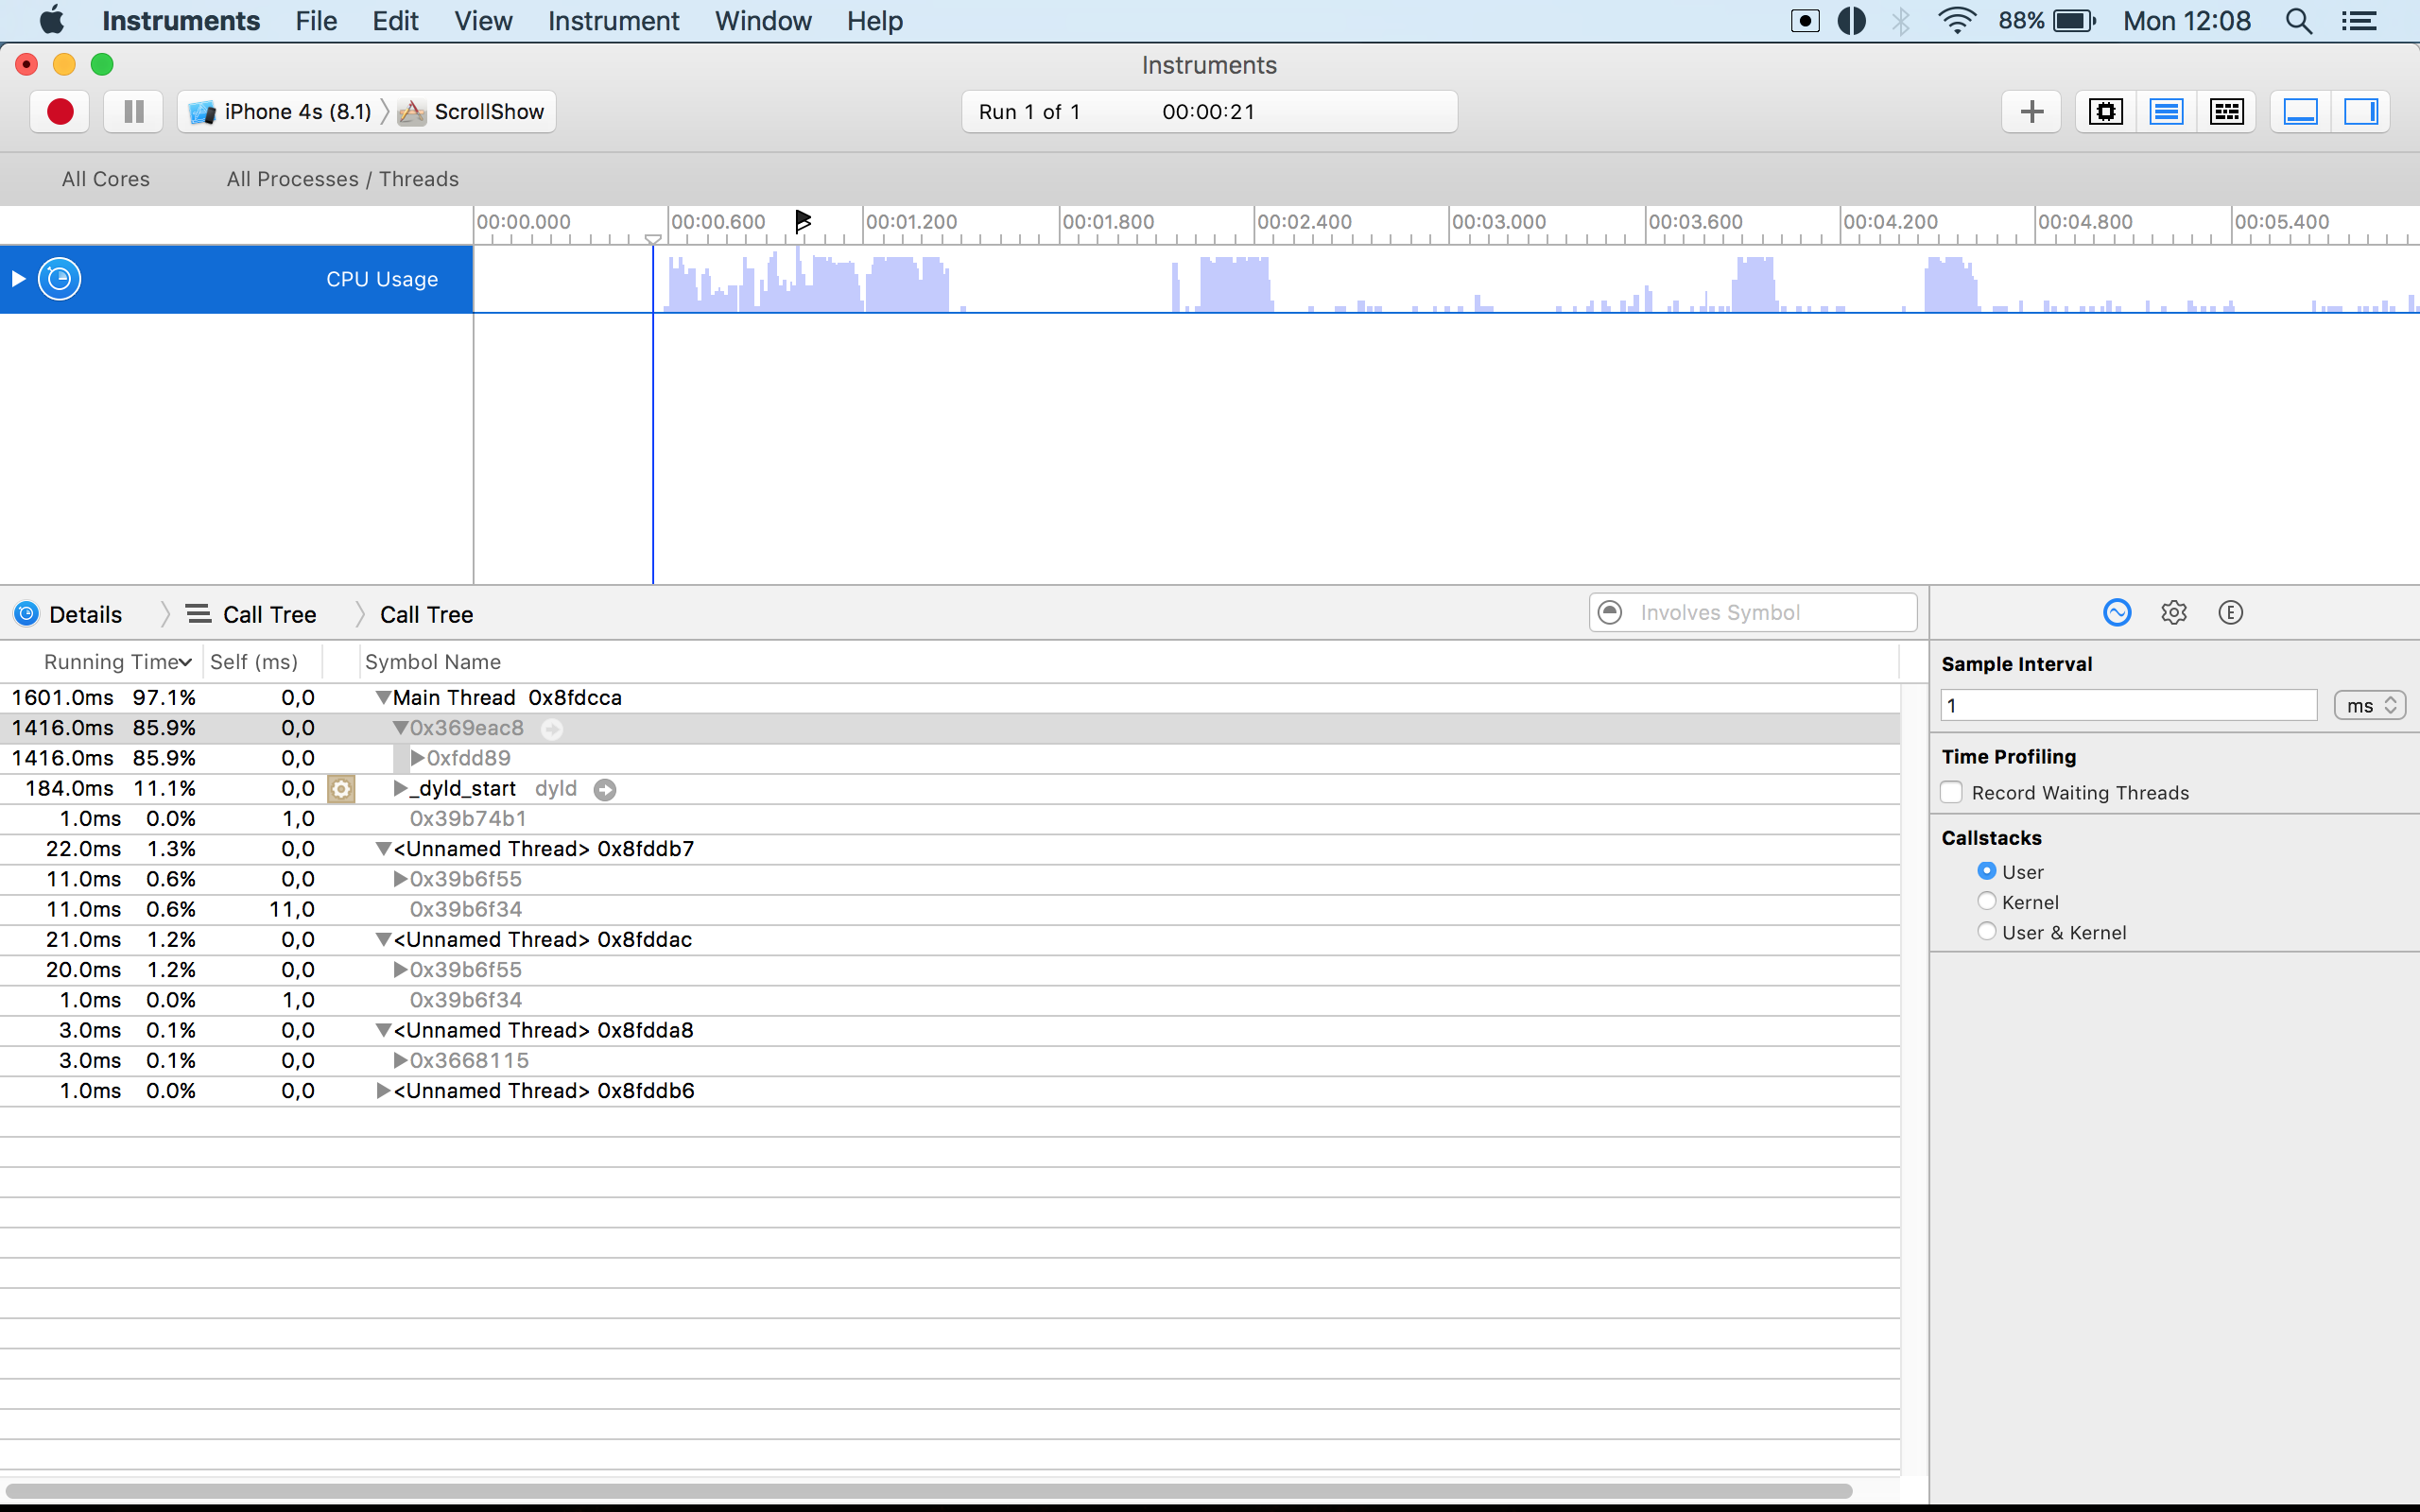 Instruments File Edit View Instrument Window Help 88% Mon 12:08
Instruments
iPhone 4s (8.1) ScrollShow Run 1 of 1 00:00:21
All Cores All Processes / Threads
00:00.000 00:00.600 00:01.200 00:01.800 00:02.400 00:03.000 00:03.600 00:04.200 00:04.800 00:05.400
CPU Usage
Details Call Tree Call Tree Involves Symbol E
Running Time Self (ms) Symbol Name
1601.0ms 97.1% 0,0 Main Thread 0x8fdcca
1416.0ms 85.9% 0,0 0x369eac8
1416.0ms 85.9% 0,0 0xfdd89
184.0ms 11.1% 0,0 _dyld_start dyld
1.0ms 0.0% 1,0 0x39b74b1
22.0ms 1.3% 0,0 <Unnamed Thread> 0x8fddb7
11.0ms 0.6% 0,0 0x39b6f55
11.0ms 0.6% 11,0 0x39b6f34
21.0ms 1.2% 0,0 <Unnamed Thread> 0x8fddac
20.0ms 1.2% 0,0 0x39b6f55
1.0ms 0.0% 1,0 0x39b6f34
3.0ms 0.1% 0,0 <Unnamed Thread> 0x8fdda8
3.0ms 0.1% 0,0 0x3668115
1.0ms 0.0% 0,0 <Unnamed Thread> 0x8fddb6
Sample Interval
1 ms
Time Profiling
Record Waiting Threads
Callstacks
User
Kernel
User & Kernel